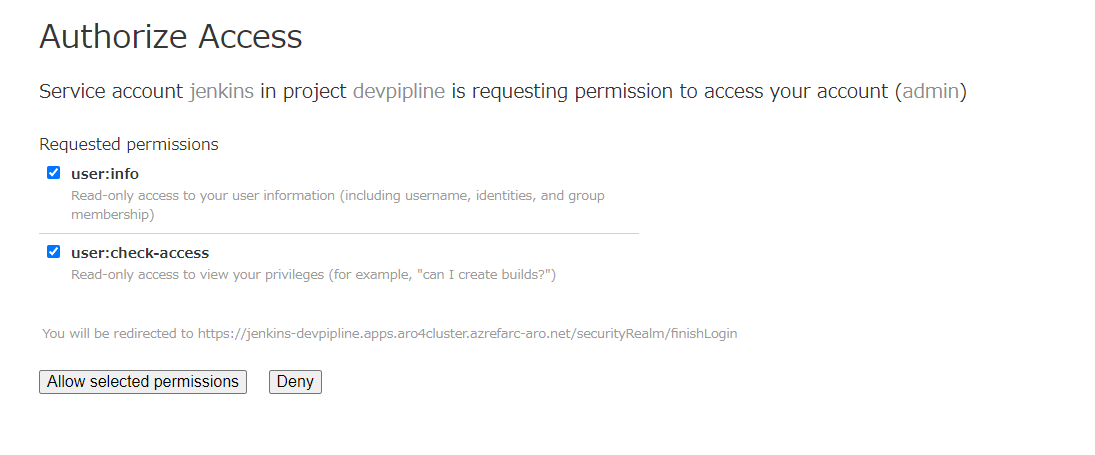 Authorize Access
Service account jenkins in project devpipline is requesting permission to access your account (admin)
Requested permissions
user:info
Read-only access to your user information (including username, identities, and group
membership)
user:check-access
Read-only access to view your privileges (for example, "can I create builds?")
You will be redirected to https://jenkins-devpipline.apps.aro4cluster.azrefarc-aro.net/securityRealm/finishLogin
Allow selected permissions Deny